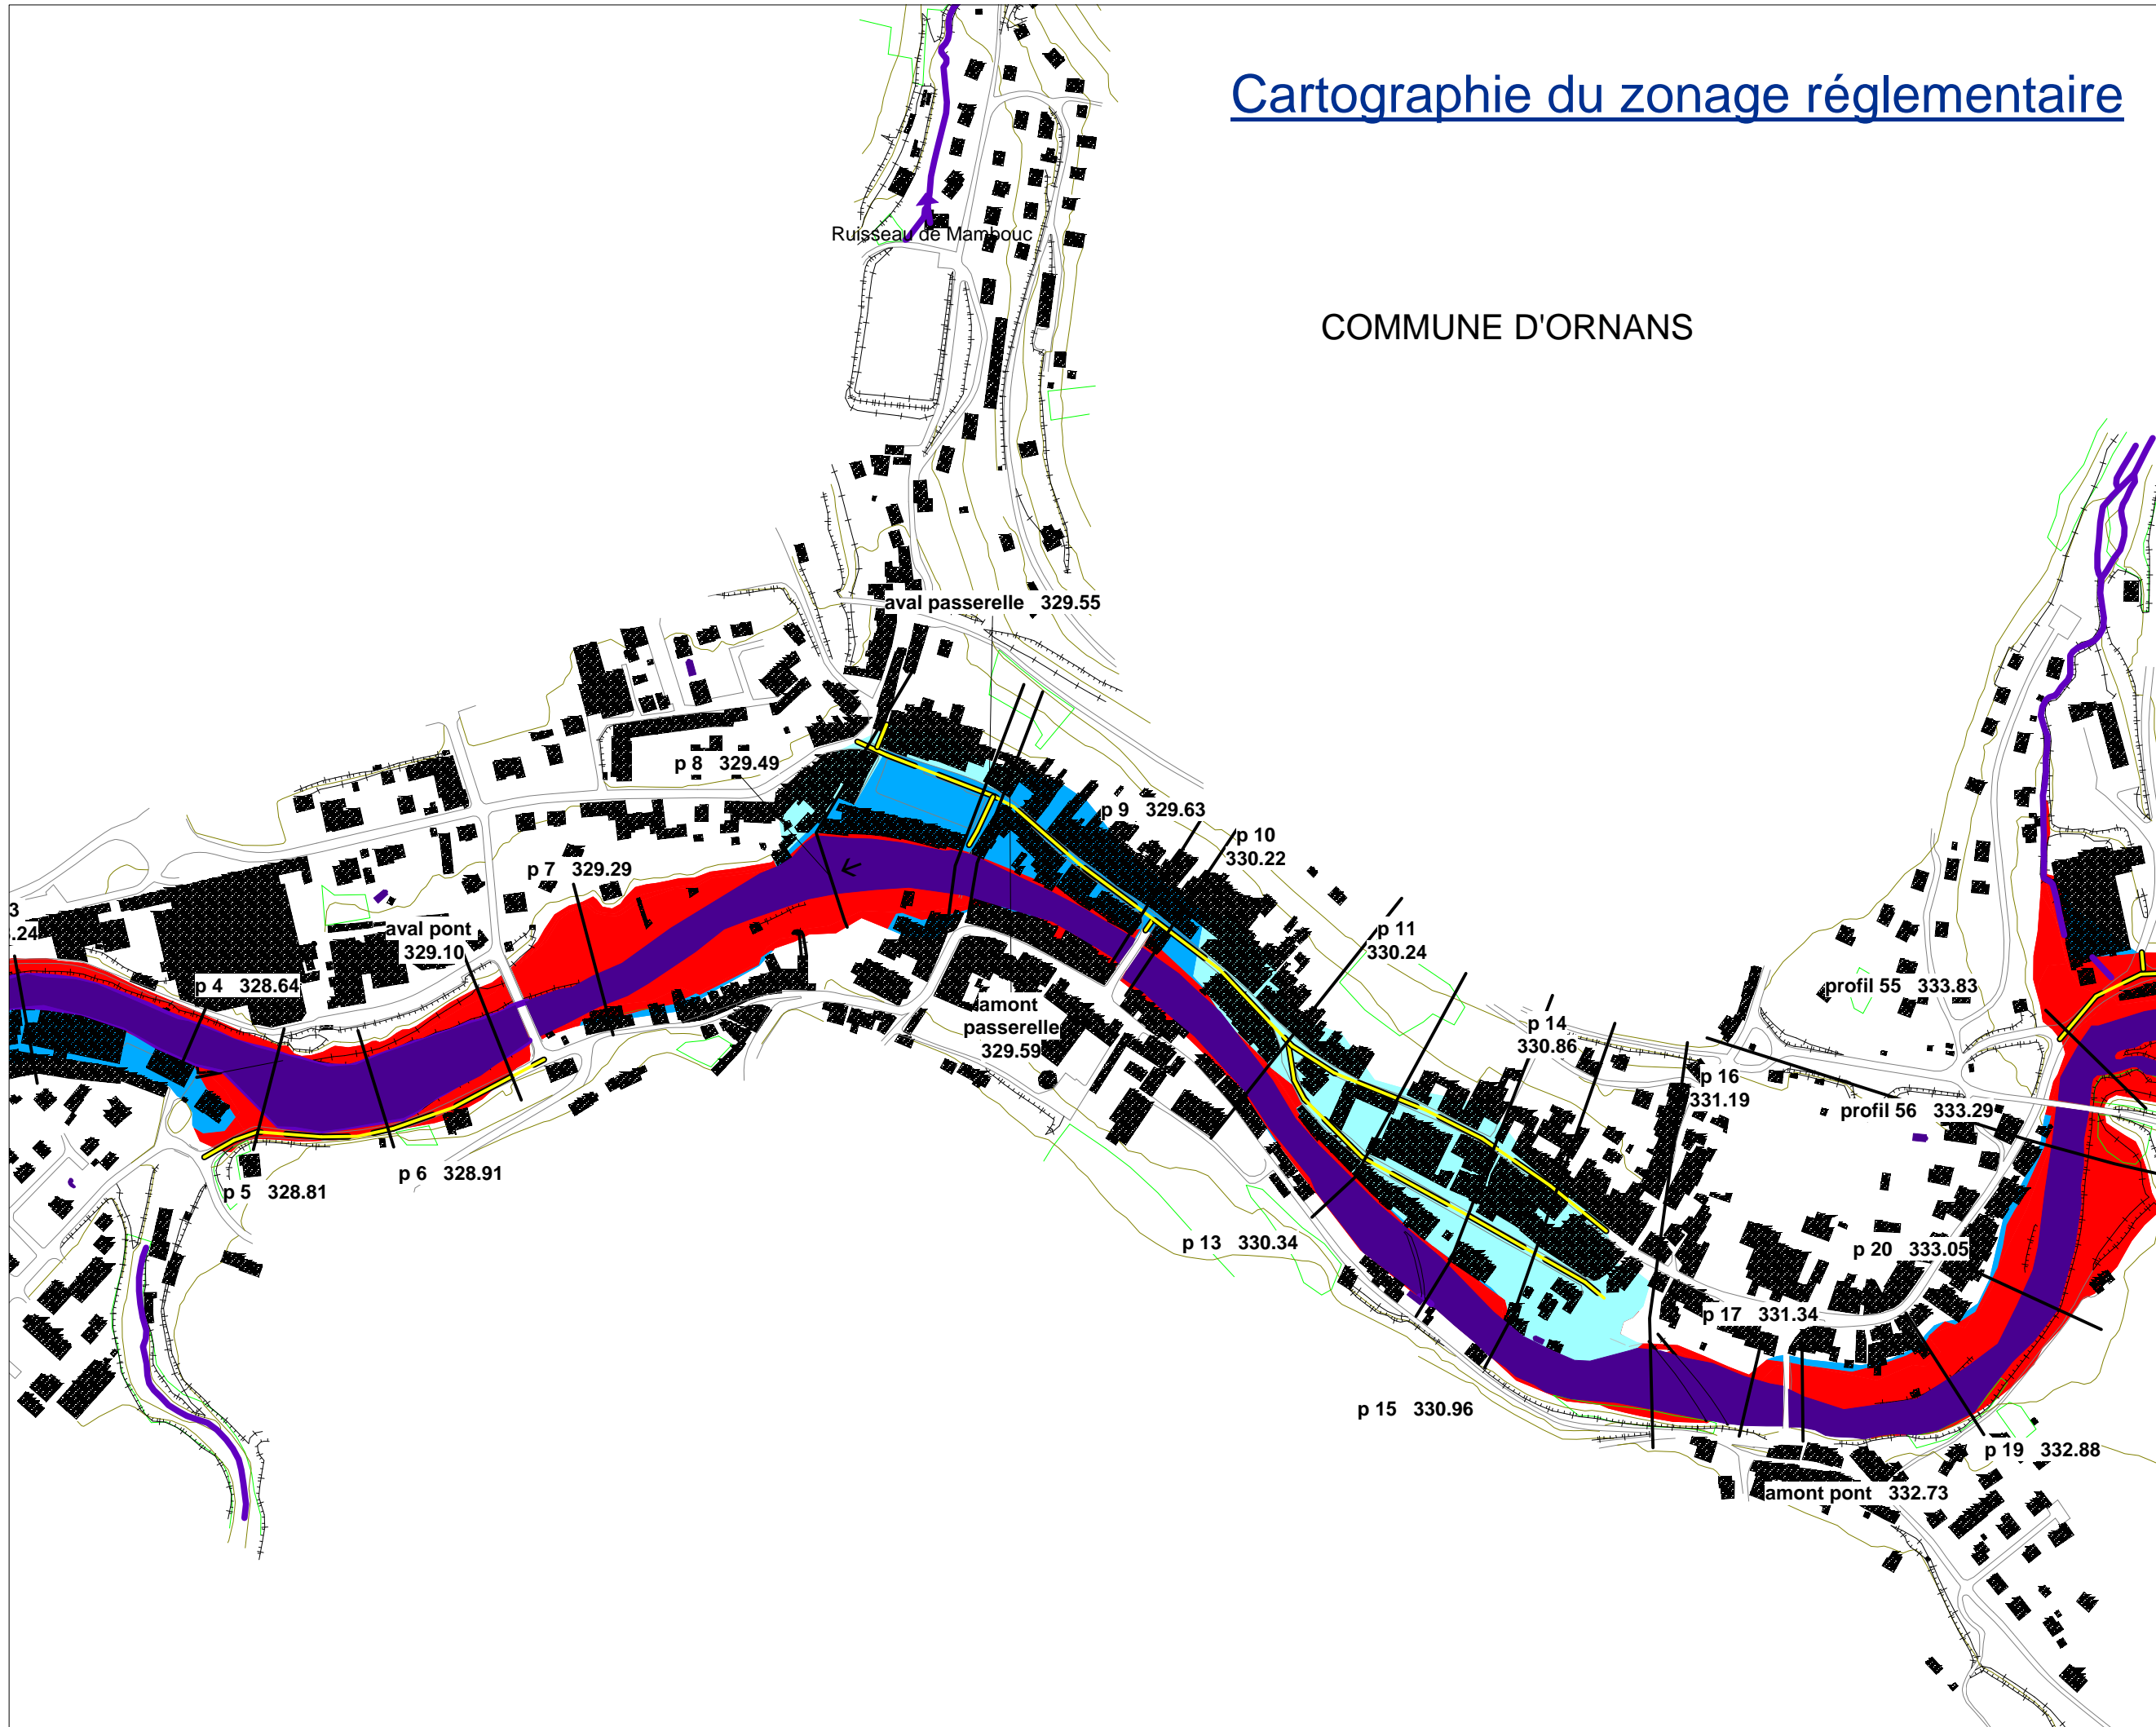 Cartographie du zonage réglementaire
Ruisseau de Mambouc
COMMUNE D'ORNANS
aval passerelle 329.55
p 8 329.49
p 9 329.63
p 10
330.22
p 7 329.29
3
.24
aval pont
329.10
p 11
330.24
p 4 328.64
profil 55 333.83
amont
passerelle
329.59
p 14
330.86
p 16
331.19
profil 56 333.29
p 6 328.91
p 5 328.81
p 13 330.34
p 20 333.05
p 17 331.34
p 15 330.96
p 19 332.88
amont pont 332.73